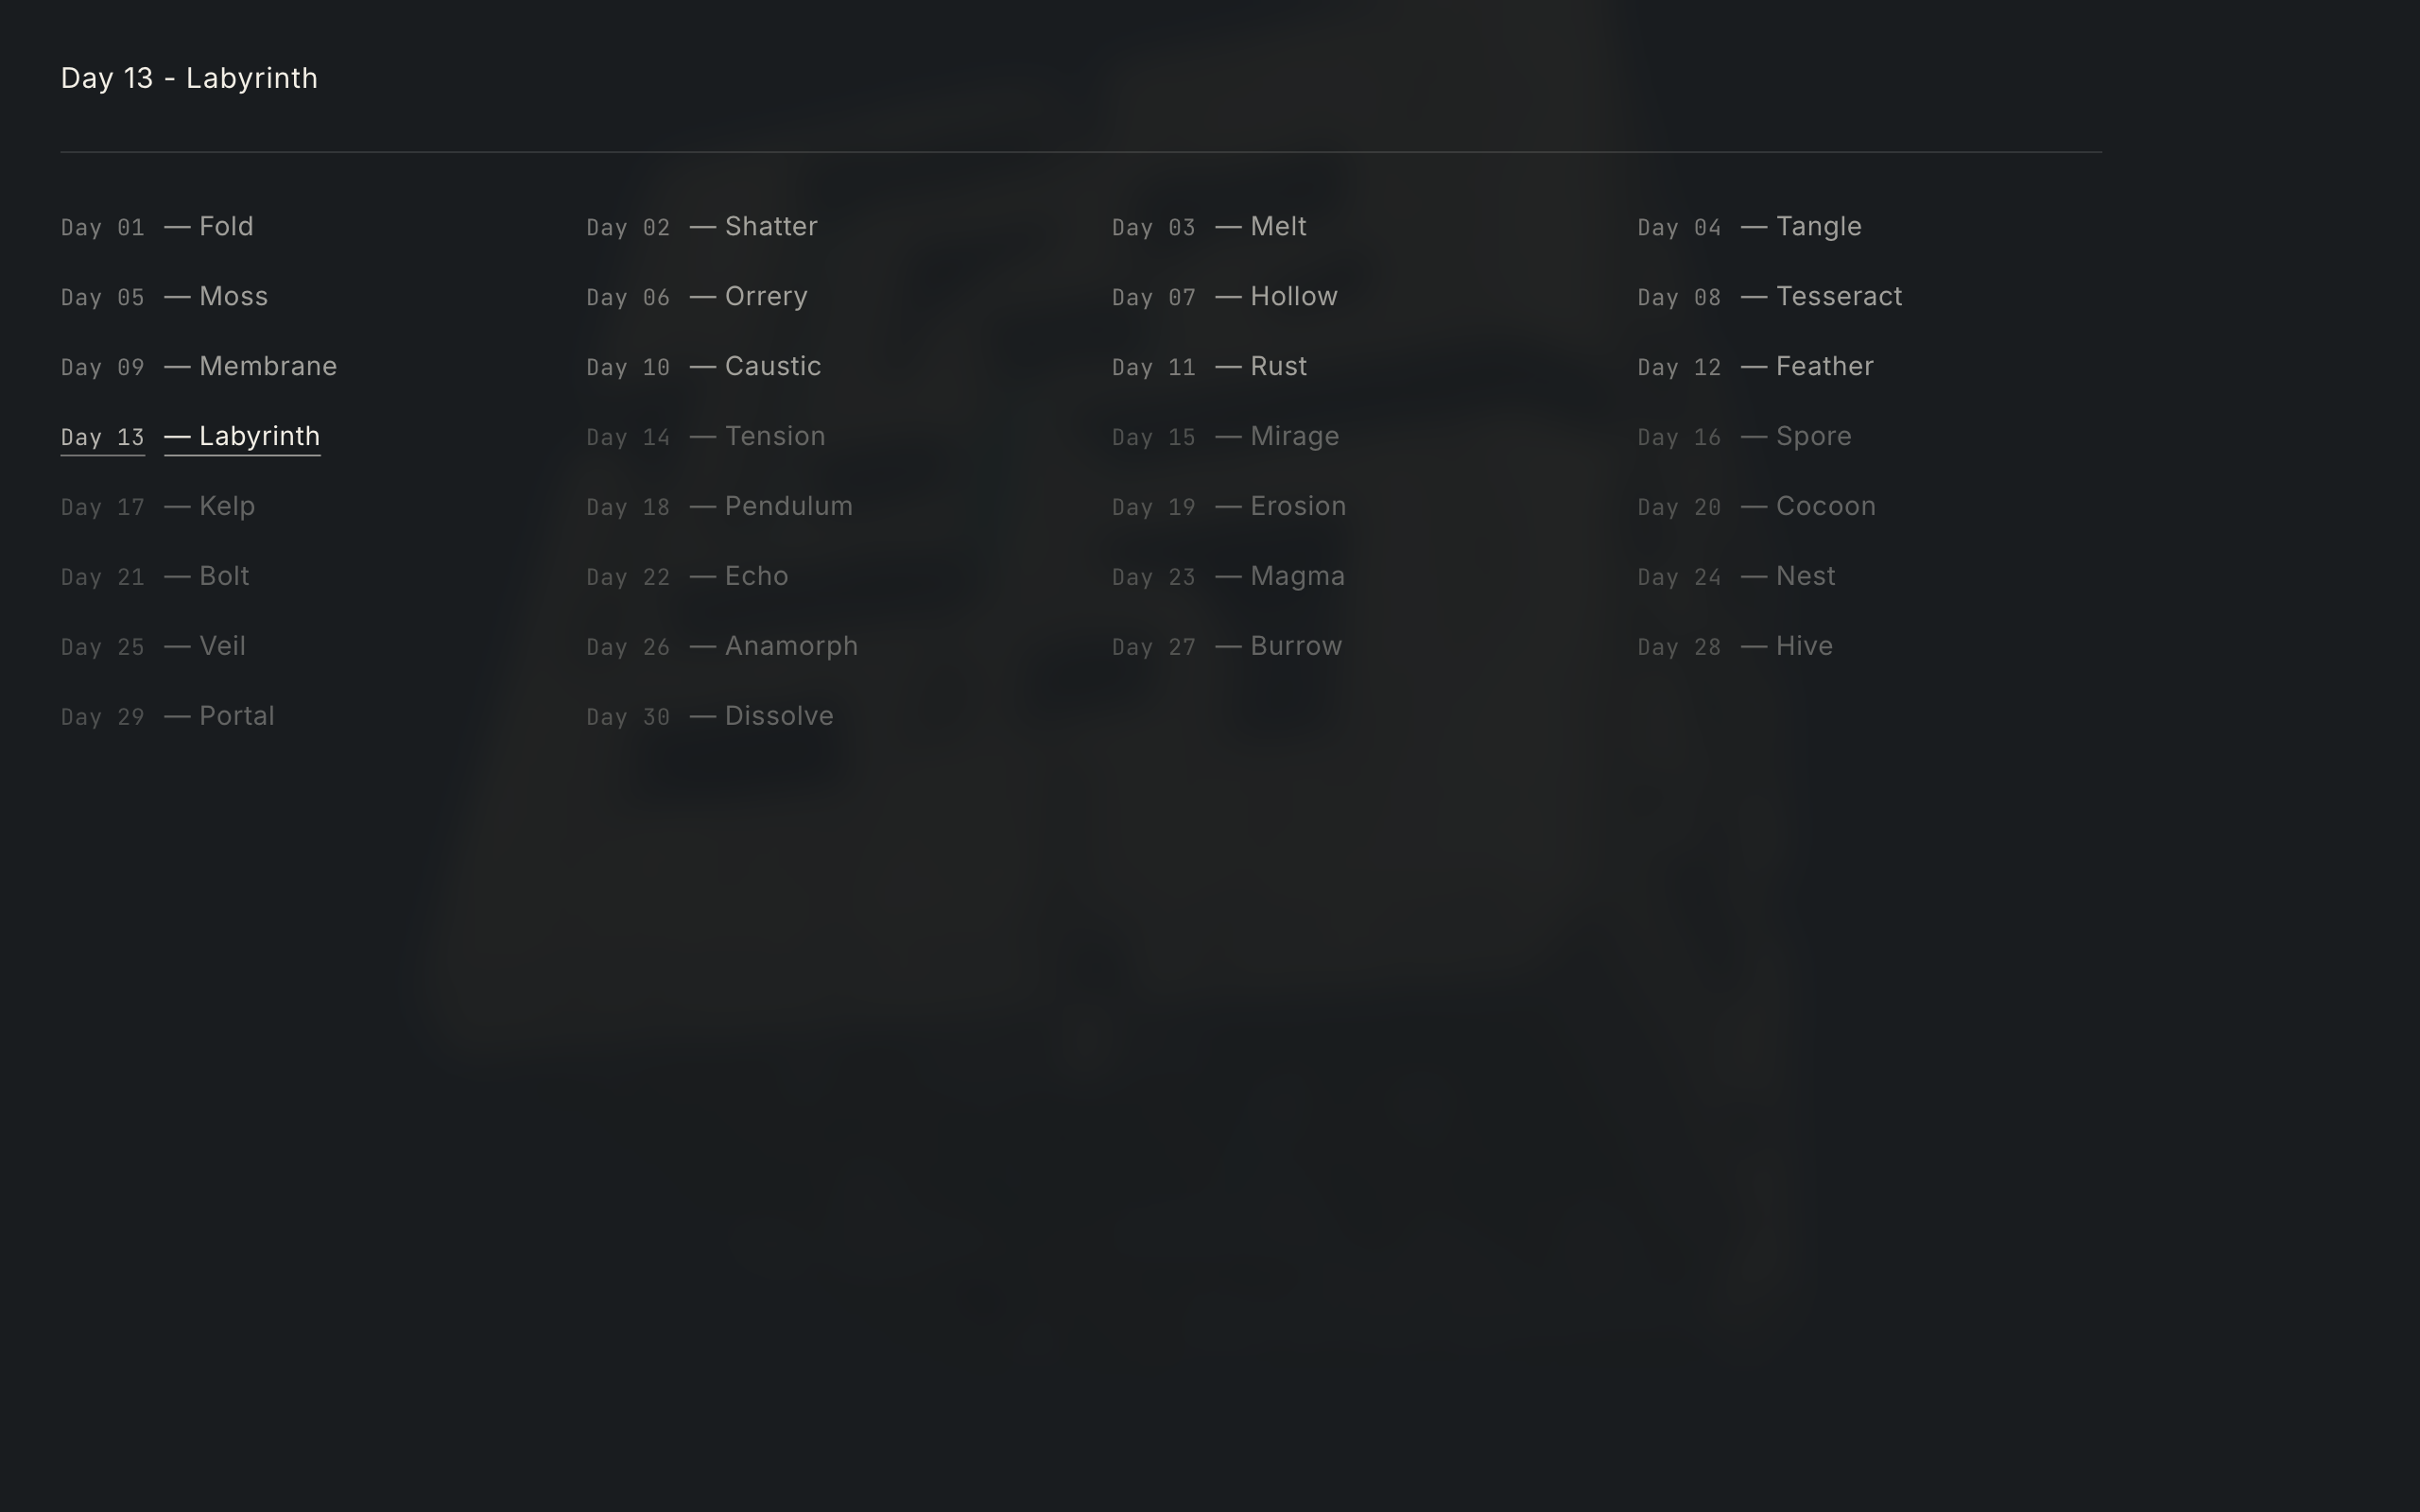 Day 13 - Labyrinth
Day 01 — Fold Day 02 — Shatter Day 03 — Melt Day 04 — Tangle
Day 05 — Moss Day 06 — Orrery Day 07 — Hollow Day 08 — Tesseract
Day 09 — Membrane Day 10 — Caustic Day 11 — Rust Day 12 — Feather
Day 13 — Labyrinth Day 14 — Tension Day 15 — Mirage Day 16 — Spore
Day 17 — Kelp Day 18 — Pendulum Day 19 — Erosion Day 20 — Cocoon
Day 21 — Bolt Day 22 — Echo Day 23 — Magma Day 24 — Nest
Day 25 — Veil Day 26 — Anamorph Day 27 — Burrow Day 28 — Hive
Day 29 — Portal Day 30 — Dissolve